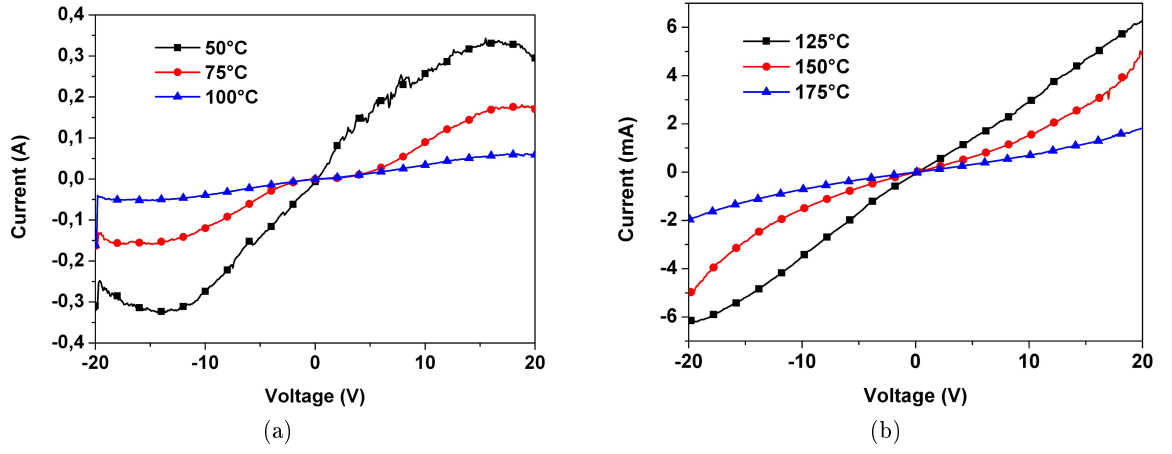 0,4
0,3
0,2
0,1
0,0
-0,1
-0,2
-0,3
-0,4
Current (A)
50°C
75°C
100°C
-20
-10
0
10
20
Voltage (V)
(a)
6
4
2
0
-2
-4
-6
Current (mA)
125°C
150°C
175°C
-20
-10
0
10
20
Voltage (V)
(b)